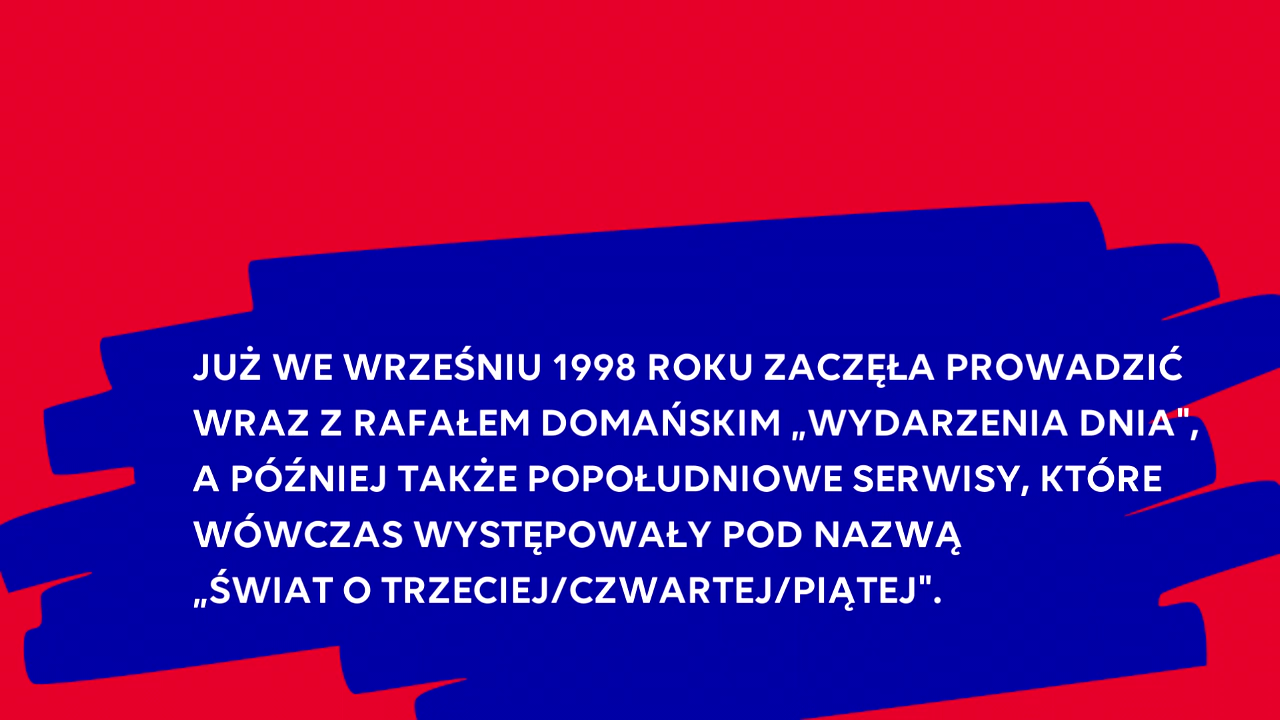 JUŻ WE WRZEŚNIU 1998 ROKU ZACZĘŁA PROWADZIĆ
WRAZ Z RAFAŁEM DOMAŃSKIM „WYDARZENIA DNIA",
A PÓŹNIEJ TAKŻE POPOŁUDNIOWE SERWISY, KTÓRE
WÓWCZAS WYSTĘPOWAŁY POD NAZWĄ
„ŚWIAT O TRZECIEJ/CZWARTEJ/PIĄTEJ".